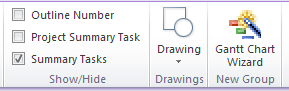 Outline Number
Project Summary Task
Summary Tasks
Show/Hide
Drawing
Drawings
Gantt Chart
Wizard
New Group